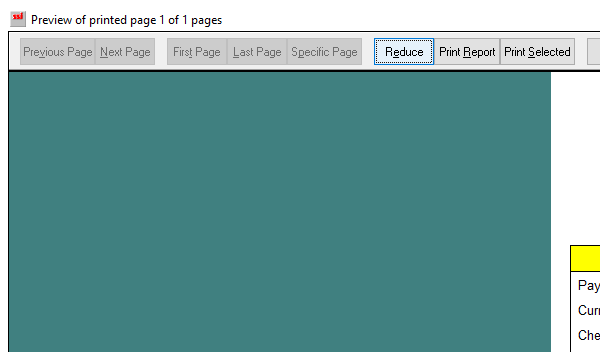 Preview of printed page 1 of 1 pages
Previous Page Next Page First Page Last Page Specific Page Reduce Print Report Print Selected
Pay
Curr
Che